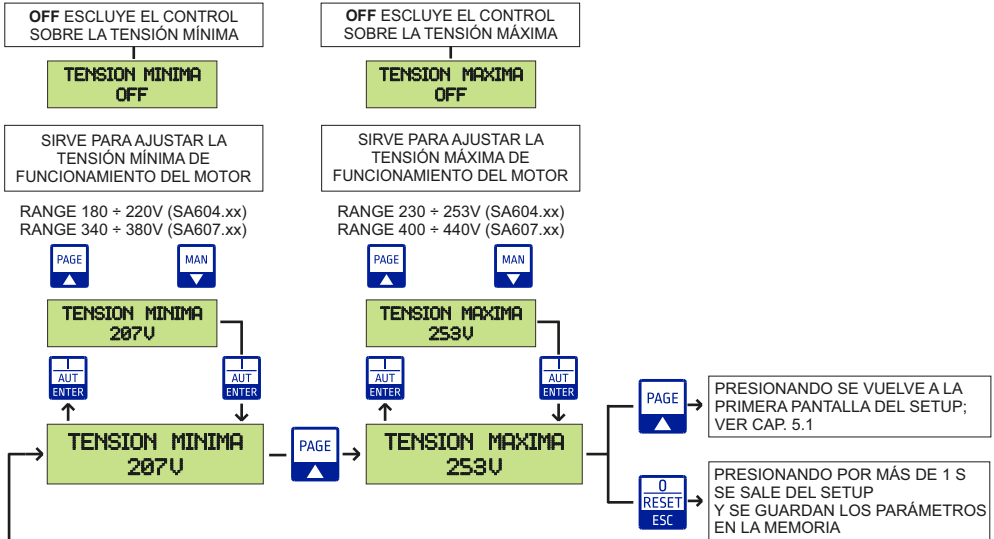 OFF ESCLUYE EL CONTROL
SOBRE LA TENSIÓN MÍNIMA
TENSION MINIMA
OFF
SIRVE PARA AJUSTAR LA
TENSIÓN MÍNIMA DE
FUNCIONAMIENTO DEL MOTOR
RANGE 180 ÷ 220V (SA604.xx)
RANGE 340 ÷ 380V (SA607.xx)
PAGE
MAN
TENSION MINIMA
207V
I
AUT
ENTER
I
AUT
ENTER
TENSION MINIMA
207V
PAGE
OFF ESCLUYE EL CONTROL
SOBRE LA TENSIÓN MÁXIMA
TENSION MAXIMA
OFF
SIRVE PARA AJUSTAR LA
TENSIÓN MÁXIMA DE
FUNCIONAMIENTO DEL MOTOR
RANGE 230 ÷ 253V (SA604.xx)
RANGE 400 ÷ 440V (SA607.xx)
PAGE
MAN
TENSION MAXIMA
253V
I
AUT
ENTER
I
AUT
ENTER
TENSION MAXIMA
253V
PAGE
PRESIONANDO SE VUELVE A LA
PRIMERA PANTALLA DEL SETUP;
VER CAP. 5.1
0
RESET
ESC
PRESIONANDO POR MÁS DE 1 S
SE SALE DEL SETUP
Y SE GUARDAN LOS PARÁMETROS
EN LA MEMORIA